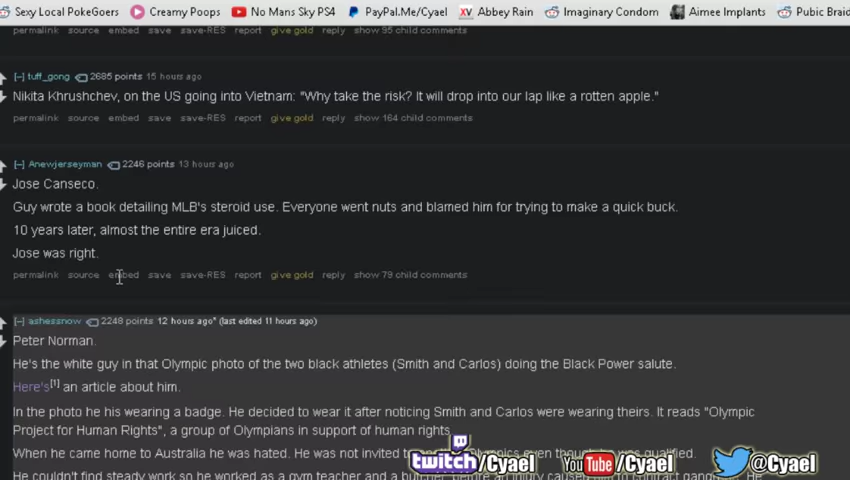 Sexy Local PokeGoers Creamy Poops No Mans Sky PS4 PayPal.Me/Cyael XV Abbey Rain Imaginary Condom Aimee Implants Pubic Braid
permalink source embed save save-RES report give gold reply show 95 child comments
[–] tuff_gong 2685 points 15 hours ago
Nikita Khrushchev, on the US going into Vietnam: "Why take the risk? It will drop into our lap like a rotten apple."
permalink source embed save save-RES report give gold reply show 164 child comments
[–] Anewjerseyman 2246 points 13 hours ago
Jose Canseco.
Guy wrote a book detailing MLB's steroid use. Everyone went nuts and blamed him for trying to make a quick buck.
10 years later, almost the entire era juiced.
Jose was right.
permalink source embed save save-RES report give gold reply show 79 child comments
[–] ashessnow 2248 points 12 hours ago* (last edited 11 hours ago)
Peter Norman.
He's the white guy in that Olympic photo of the two black athletes (Smith and Carlos) doing the Black Power salute.
Here's[1] an article about him.
In the photo he his wearing a badge. He decided to wear it after noticing Smith and Carlos were wearing theirs. It reads "Olympic
Project for Human Rights", a group of Olympians in support of human rights.
When he came home to Australia he was hated. He was not invited to
He couldn't find steady work so he worked as a gym teacher and a
twitch/Cyael YouTube/Cyael @Cyael